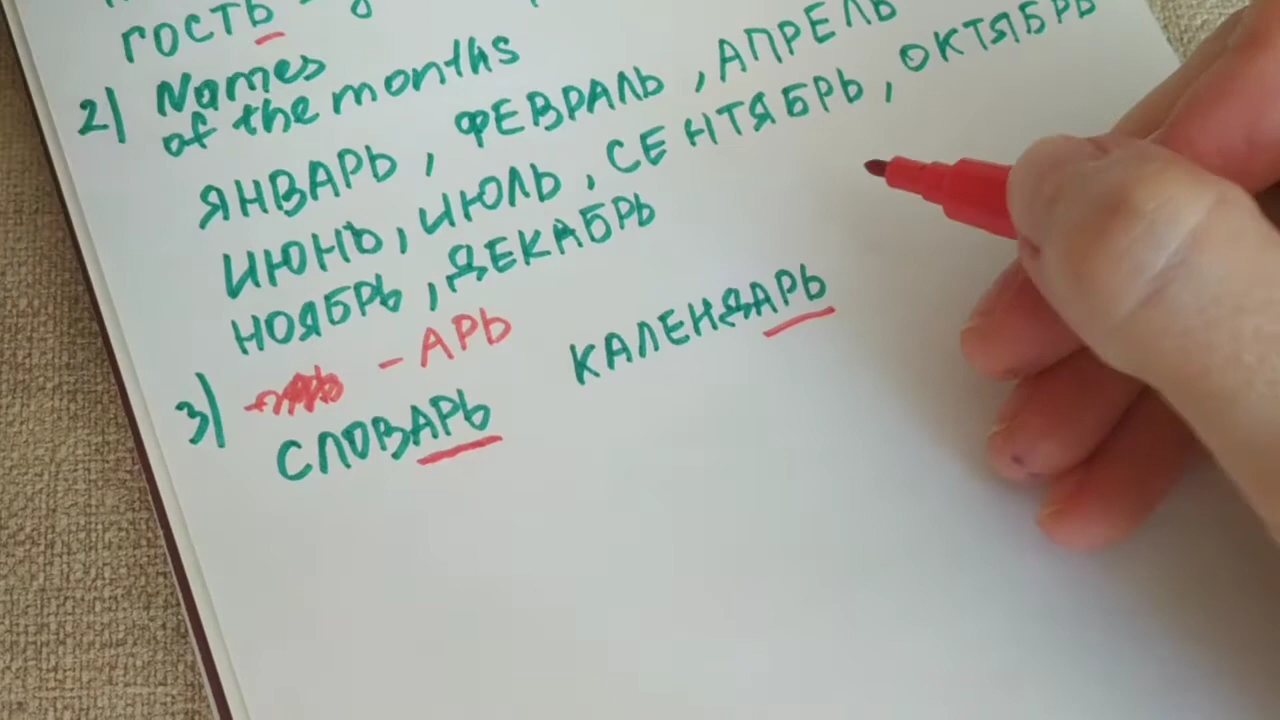 ГОСТЬ -
2) Names
of the months
ЯНВАРЬ, ФЕВРАЛЬ, АПРЕЛЬ
ИЮНЬ, ИЮЛЬ, СЕНТЯБРЬ, ОКТЯБРЬ
НОЯБРЬ, ДЕКАБРЬ
3) -АРЬ
СЛОВАРЬ КАЛЕНДАРЬ